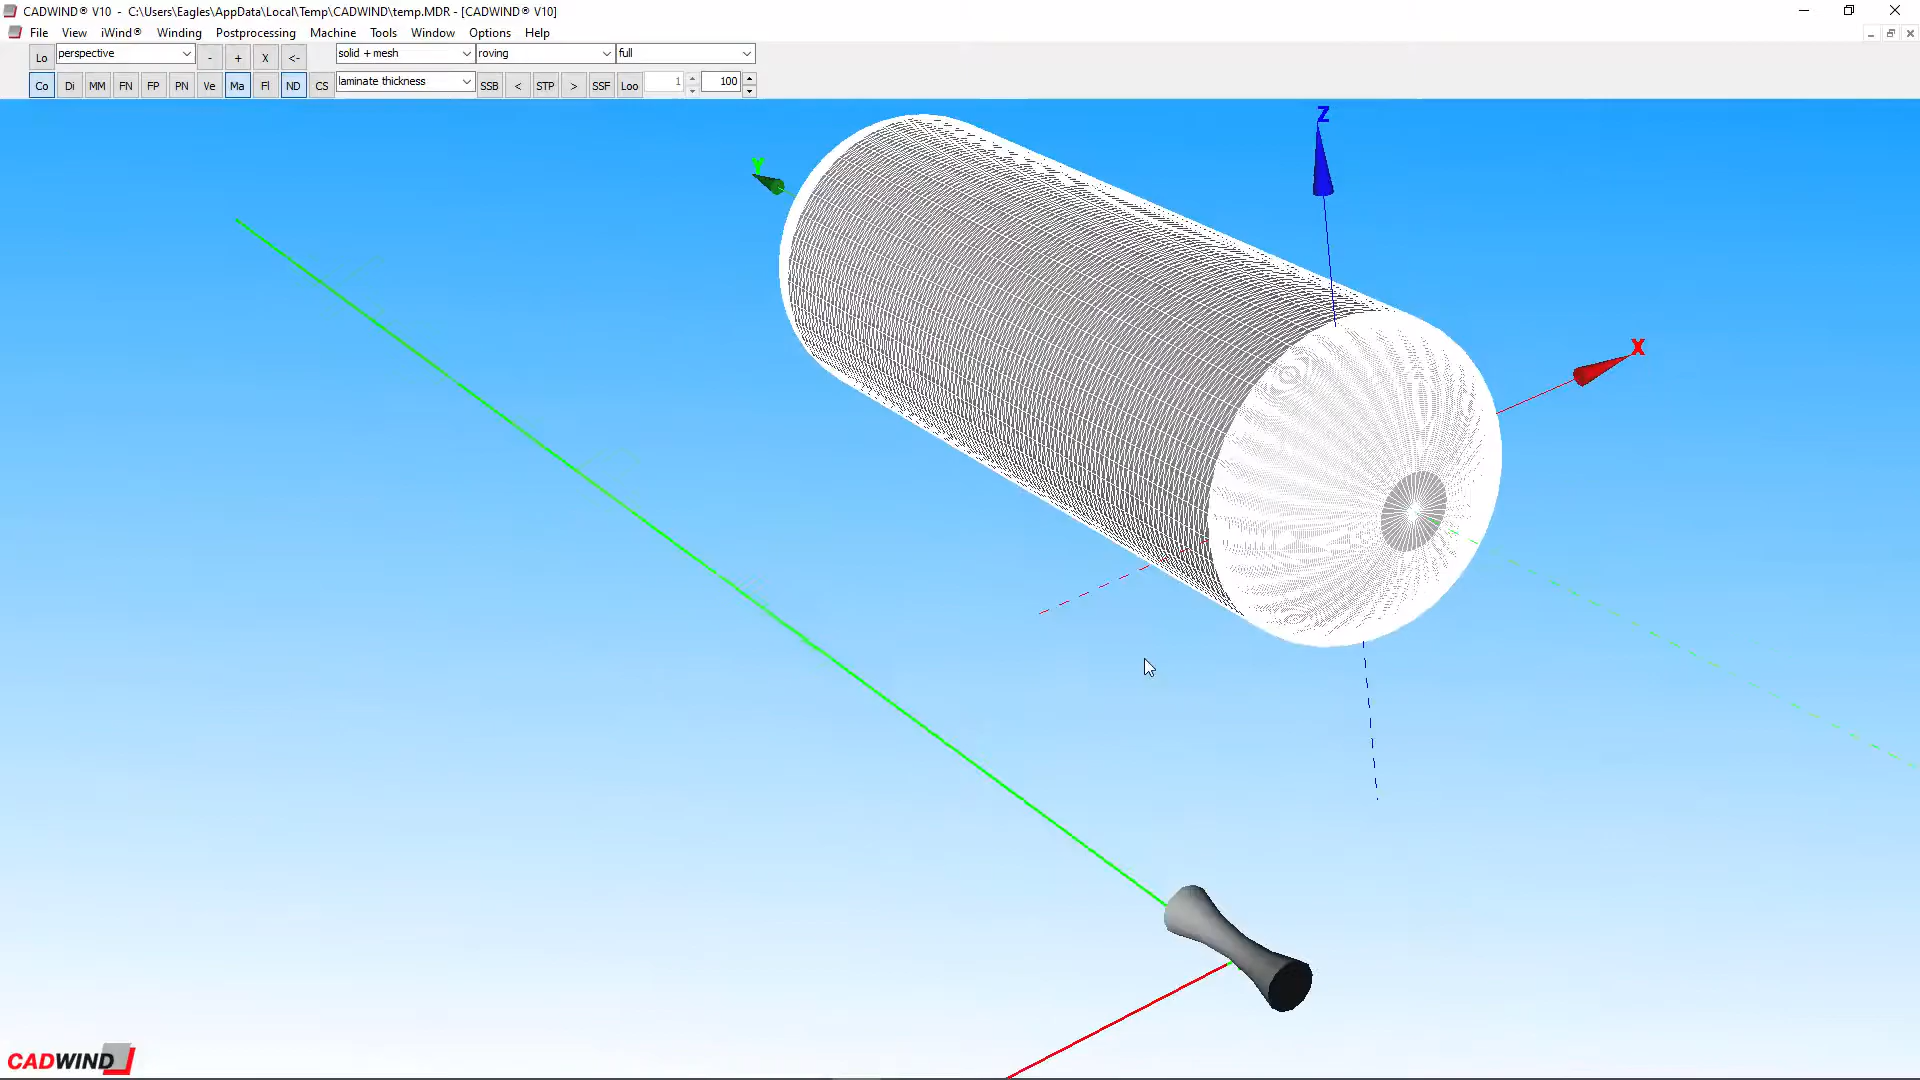 CADWIND® V10 - C:\Users\Eagles\AppData\Local\Temp\CADWIND\temp.MDR - [CADWIND® V10]
File View iWind® Winding Postprocessing Machine Tools Window Options Help
Lo perspective - + X <- solid + mesh roving full
Co Di MM FN FP PN Ve Ma Fl ND CS laminate thickness SSB < STP > SSF Loo 1 100
Z
Y
X
CADWIND